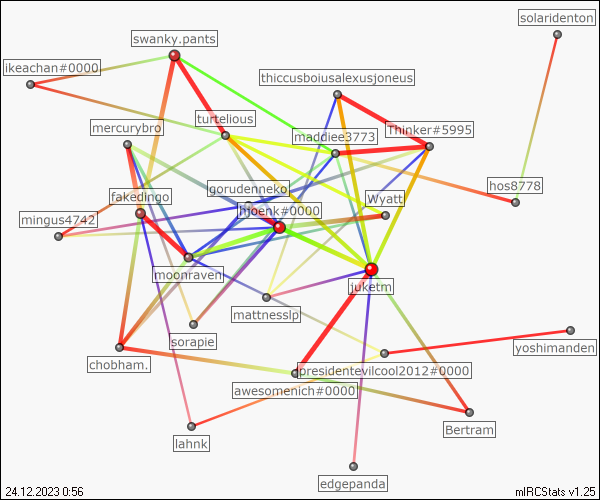 solaridenton
swanky.pants
ikeachan#0000
thiccusboiusalexusjoneus
turtelious
mercurybro
Thinker#5995
maddiee3773
gorudenneko
hos8778
fakedingo
Wyatt
hjoenk#0000
mingus4742
moonraven
juketm
mattnesslp
sorapie
yoshimanden
chobham.
presidentevilcool2012#0000
awesomenich#0000
Bertram
lahnk
edgepanda
24.12.2023 0:56
mIRCStats v1.25